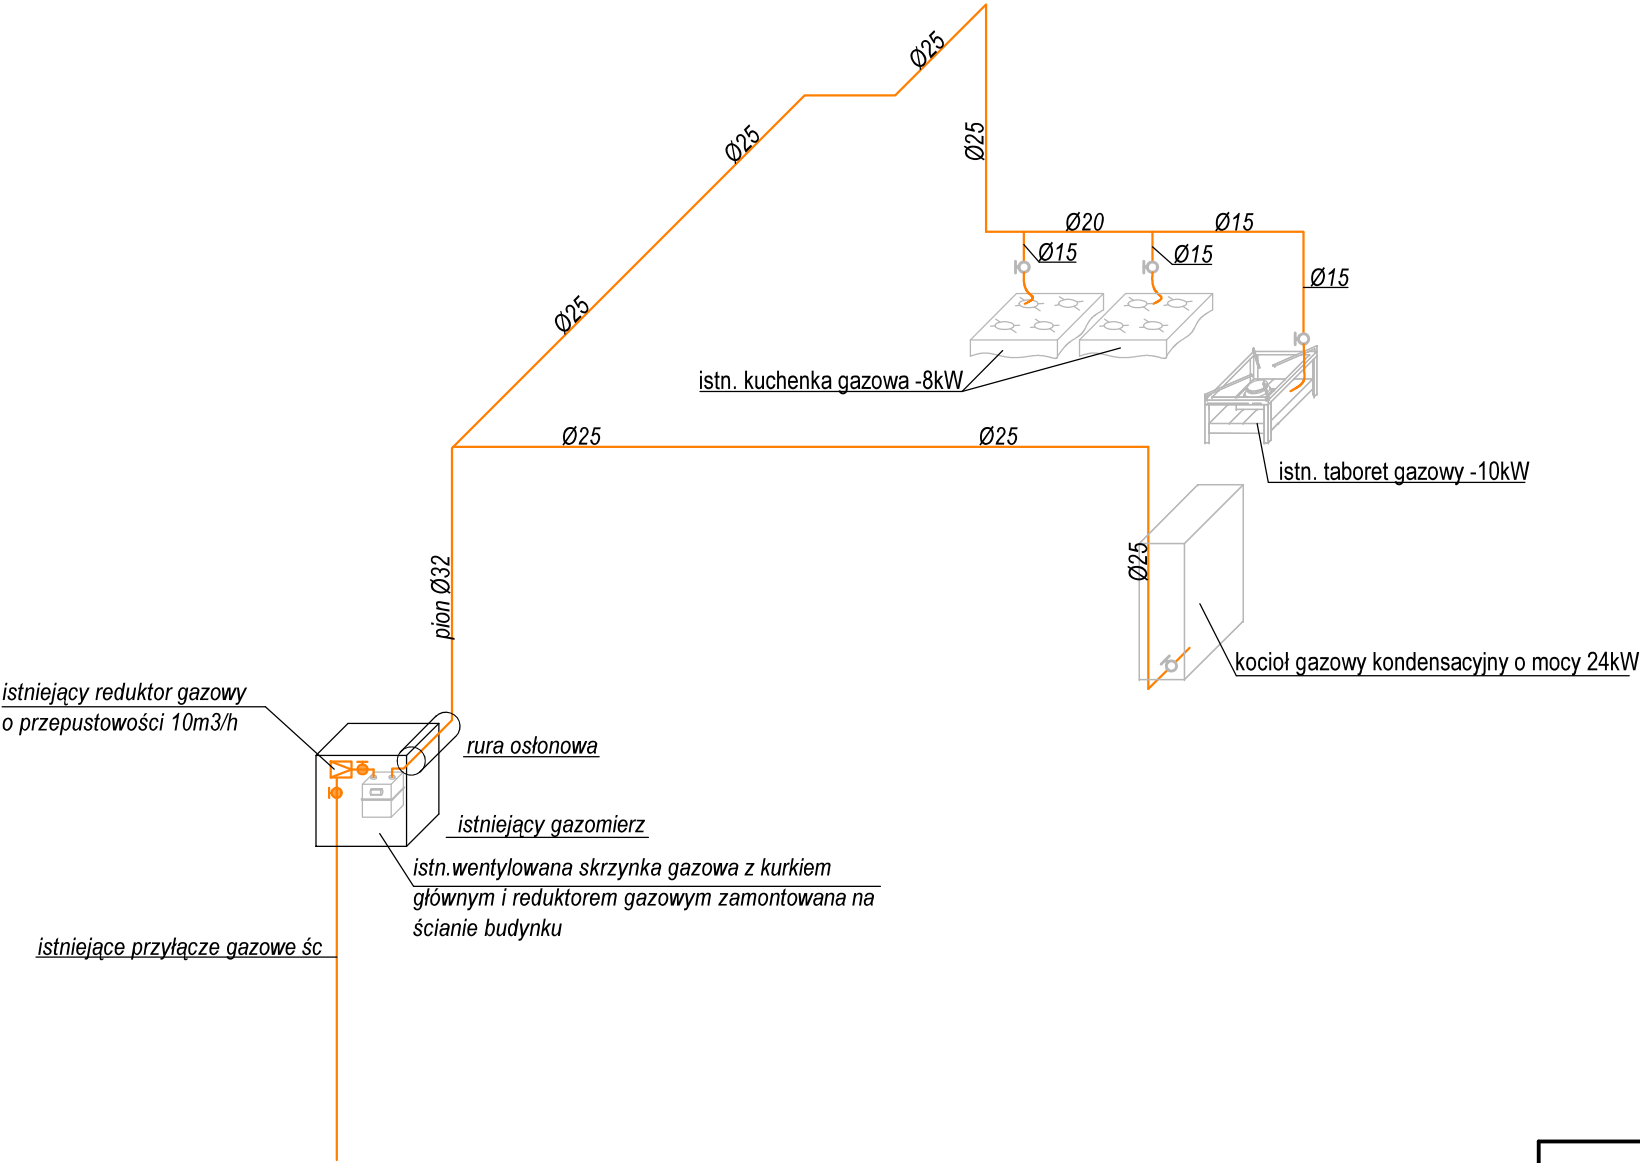 Ø25
Ø25
Ø25
Ø25
Ø20
Ø15
Ø15
Ø15
Ø15
istn. kuchenka gazowa -8kW
istn. taboret gazowy -10kW
Ø25
Ø25
Ø25
pion Ø32
kocioł gazowy kondensacyjny o mocy 24kW
istniejący reduktor gazowy
o przepustowości 10m3/h
rura osłonowa
istniejący gazomierz
istn.wentylowana skrzynka gazowa z kurkiem
głównym i reduktorem gazowym zamontowana na
ścianie budynku
istniejące przyłącze gazowe śc